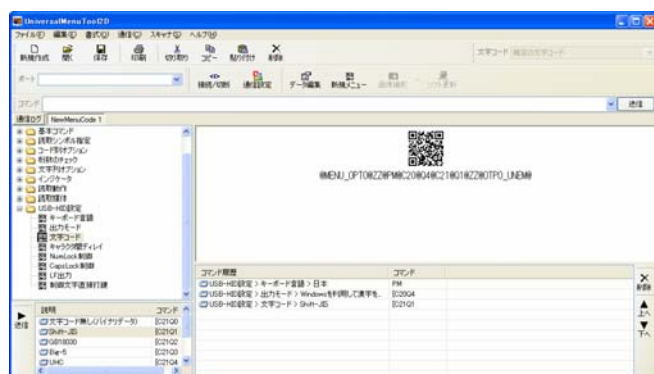 UniversalMenuTool2D
ファイル(F) 編集(E) 書式(O) 通信(C) スキャナ(S) ヘルプ(H)
新規作成 開く 保存 印刷 切り取り コピー 貼り付け 削除
文字コード
ポート
接続/切断 通信設定 データ編集 新規メニュー
コマンド
送信
通信ログ NewMenuCode 1
基本コマンド
読取シンボル指定
コード別オプション
桁数のチェック
文字列オプション
インジケータ
読取動作
読取媒体
USB-HID設定
キーボード言語
出力モード
文字コード
キャラクタ間ディレイ
NumLock制御
CapsLock制御
LF出力
制御文字直接打鍵
@MENU_OPTO@ZZ@PM@C20@Q4@C21@Q1@ZZ@OTPO_UNEM@
コマンド履歴 コマンド
USB-HID設定 > キーボード言語 > 日本 PM
USB-HID設定 > 出力モード > Windowsを利用して漢字を. [C20Q4
USB-HID設定 > 文字コード > Shift-JIS [C21Q1
削除
上へ
下へ
送信
説明 コマンド
文字コード無し(バイナリデータ) [C21Q0
Shift-JIS [C21Q1
GB18030 [C21Q2
Big-5 [C21Q3
UHC [C21Q4